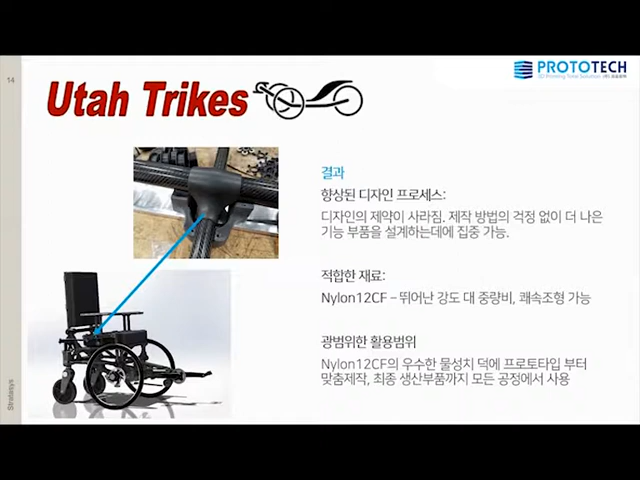 PROTOTECH
3D Printing Total Solution
14
Utah Trikes
결과
향상된 디자인 프로세스:
디자인의 제약이 사라짐. 제작 방법의 걱정 없이 더 나은
기능 부품을 설계하는데에 집중 가능.
적합한 재료:
Nylon12CF – 뛰어난 강도 대 중량비, 쾌속조형 가능
광범위한 활용범위
Nylon12CF의 우수한 물성치 덕에 프로토타입 부터
맞춤제작, 최종 생산부품까지 모든 공정에서 사용
Stratasys